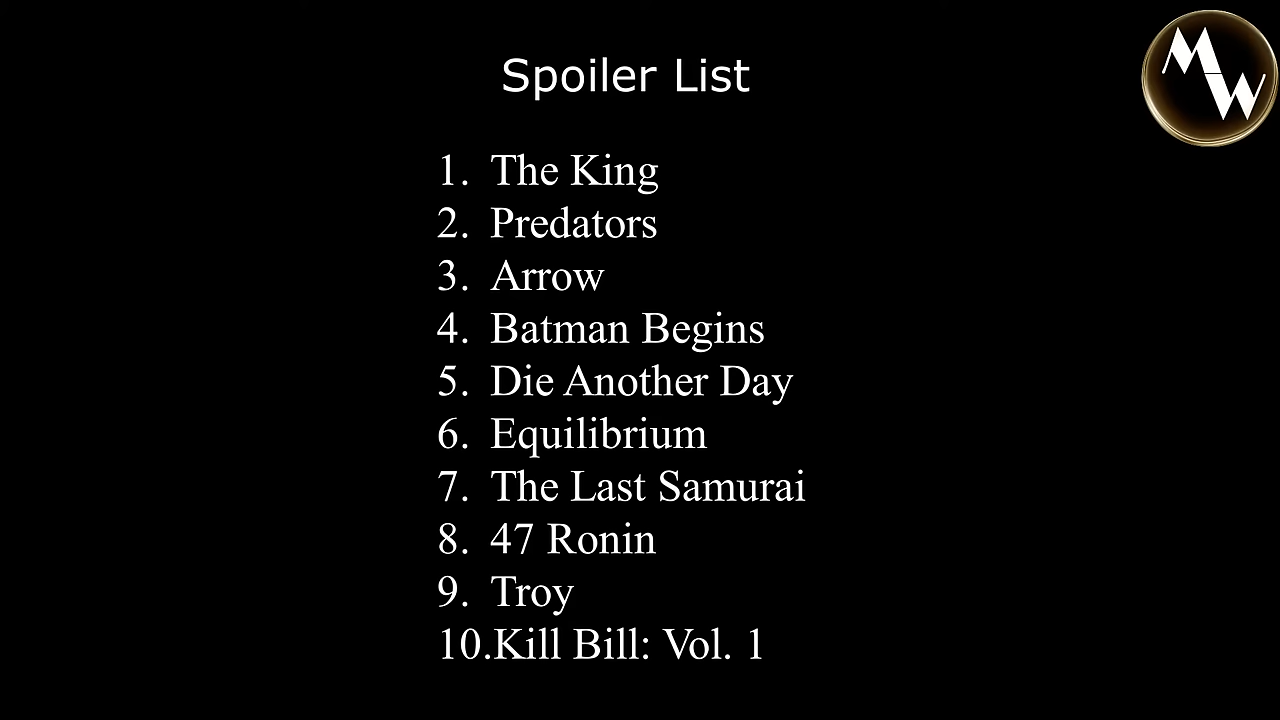 Spoiler List
MW
1. The King
2. Predators
3. Arrow
4. Batman Begins
5. Die Another Day
6. Equilibrium
7. The Last Samurai
8. 47 Ronin
9. Troy
10.Kill Bill: Vol. 1